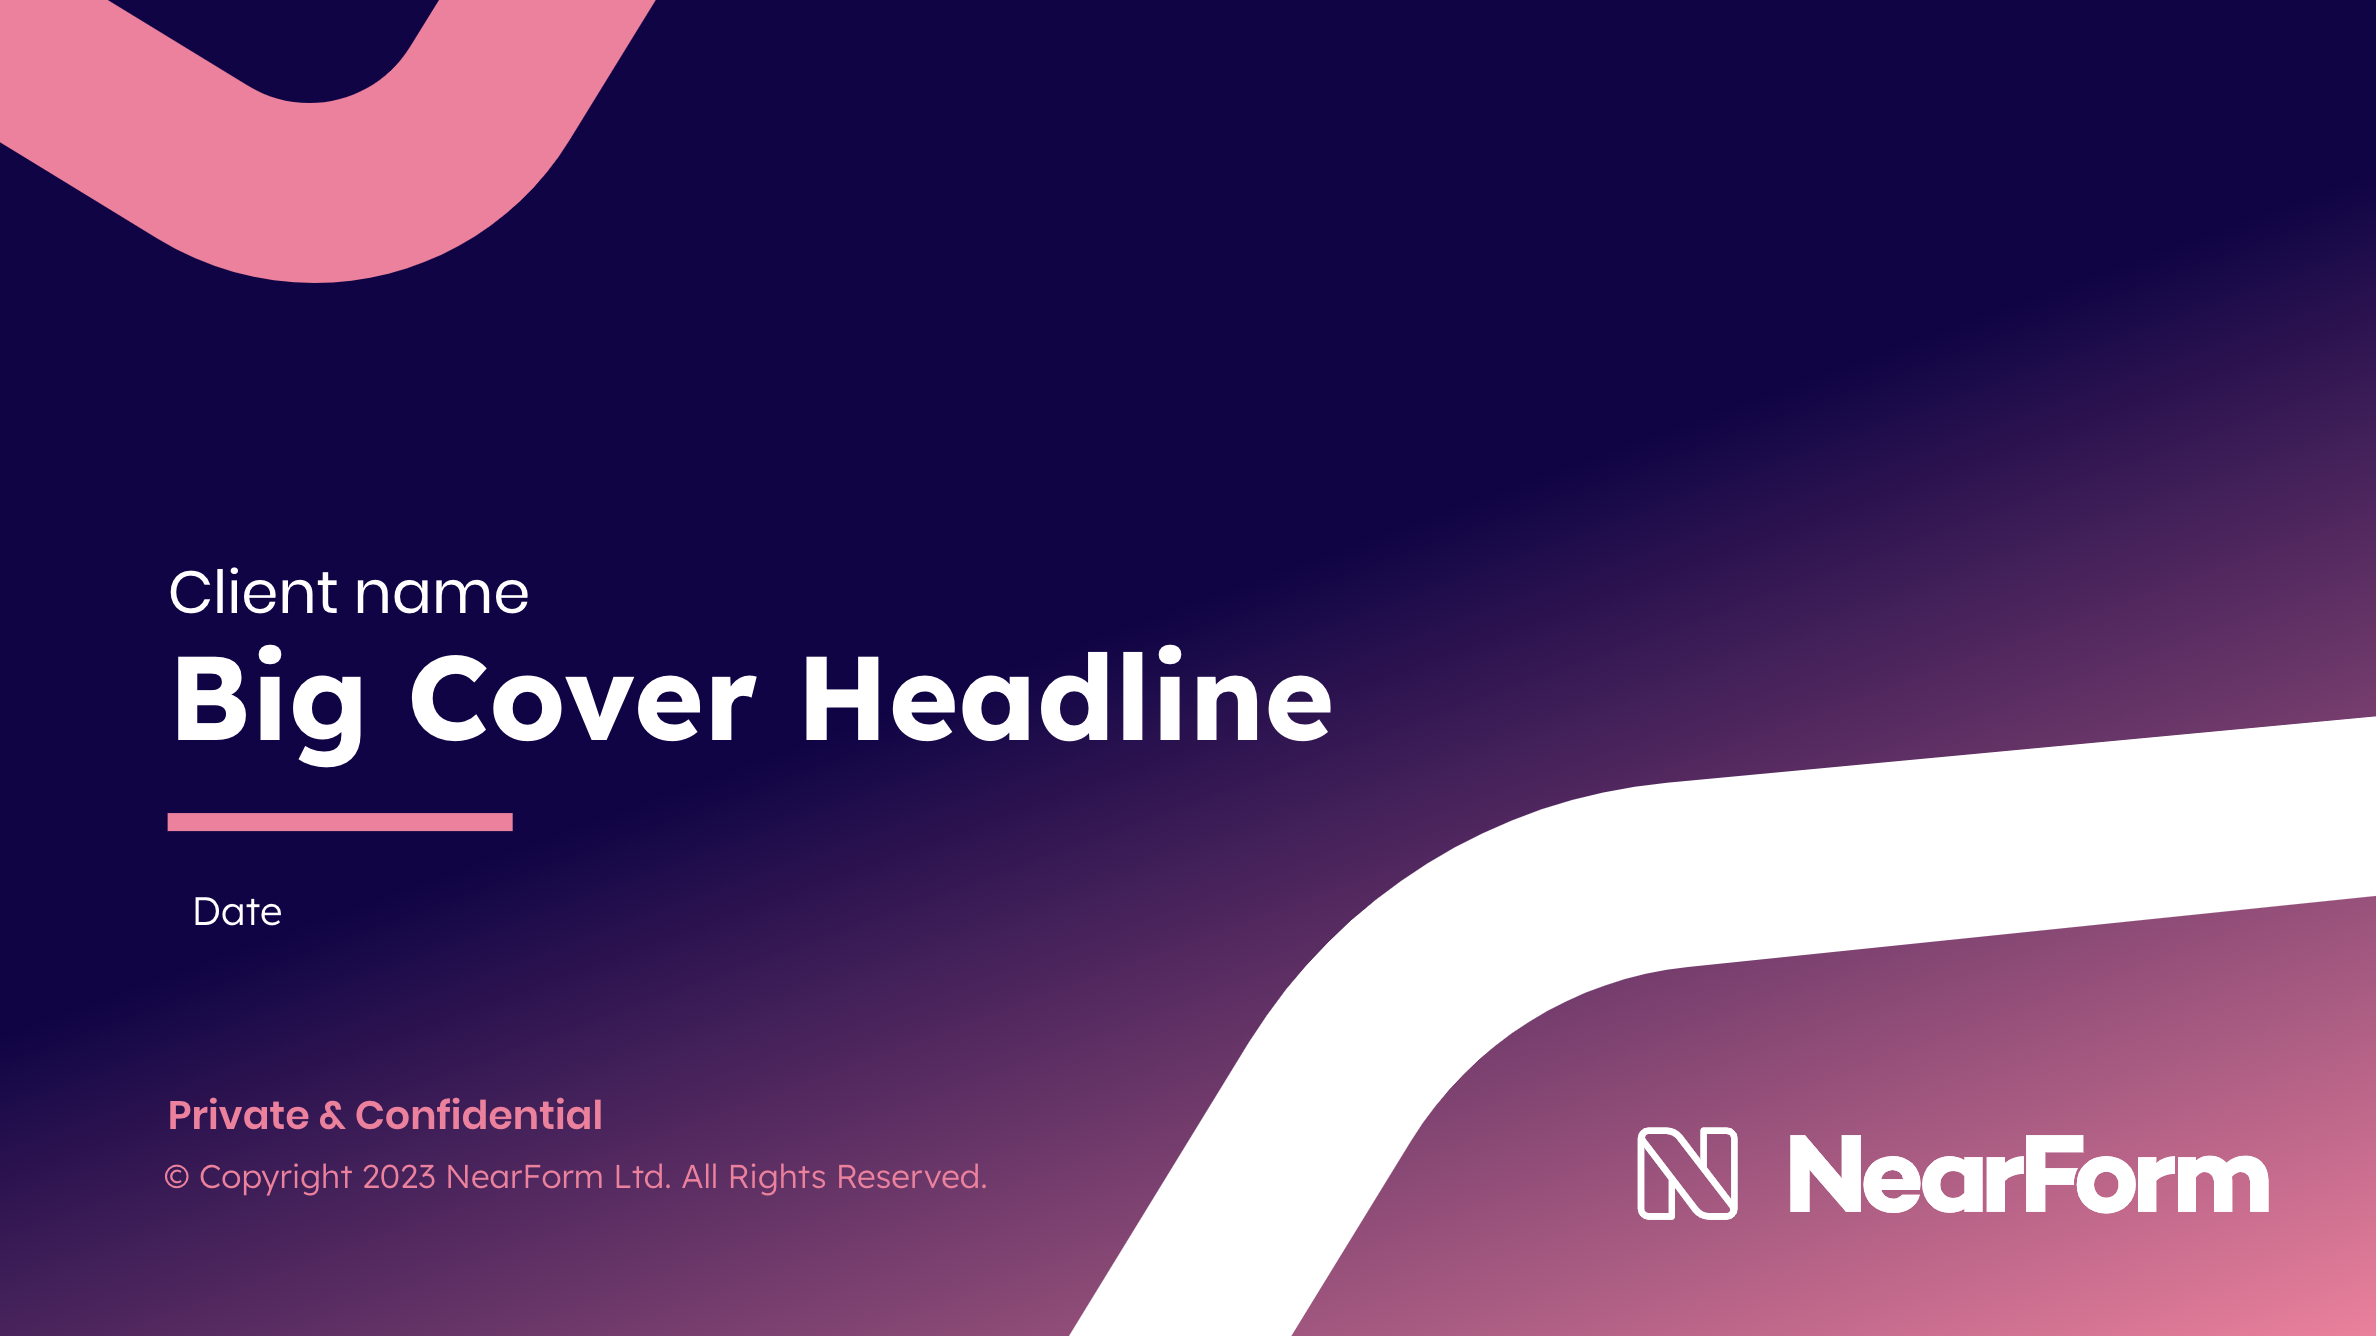 Client name
Big Cover Headline
Date
Private & Confidential
© Copyright 2023 NearForm Ltd. All Rights Reserved.
N NearForm